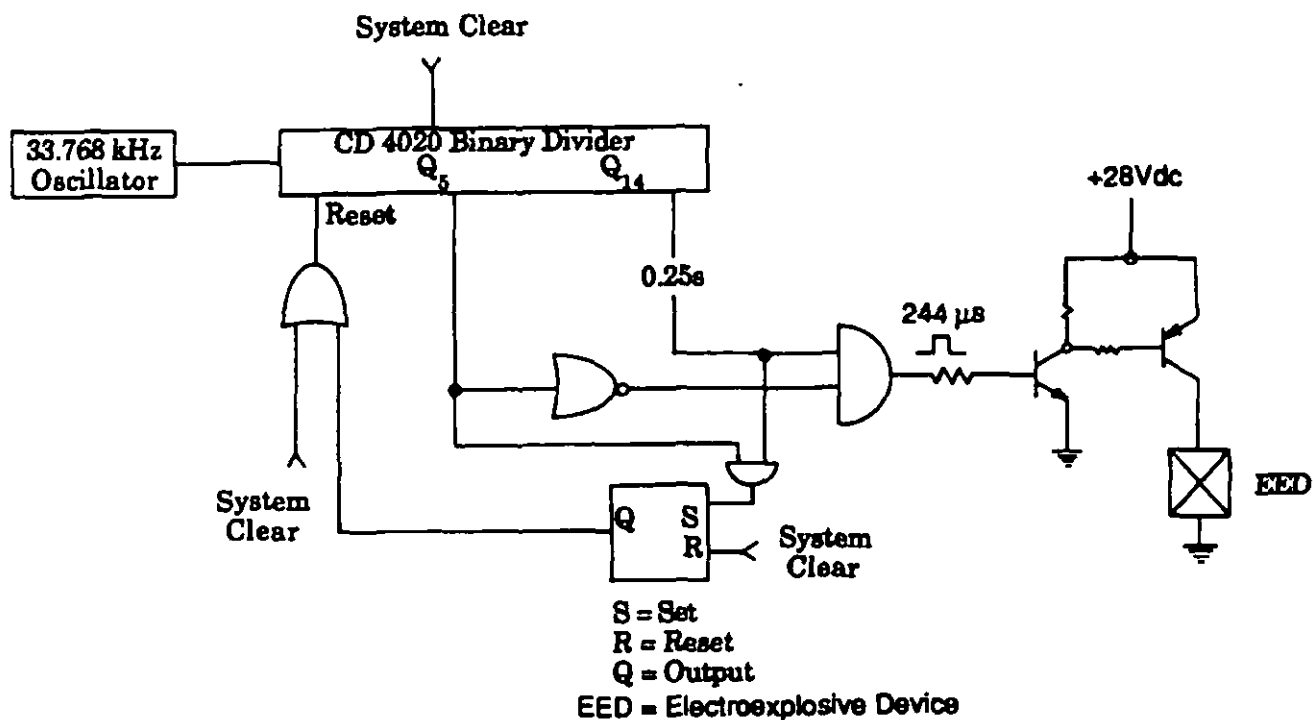 System Clear
33.768 kHz
Oscillator
CD 4020 Binary Divider
Q5
Q14
Reset
+28Vdc
0.25s
244 µs
System
Clear
Q
S
R
System
Clear
EED
S = Set
R = Reset
Q = Output
EED = Electroexplosive Device